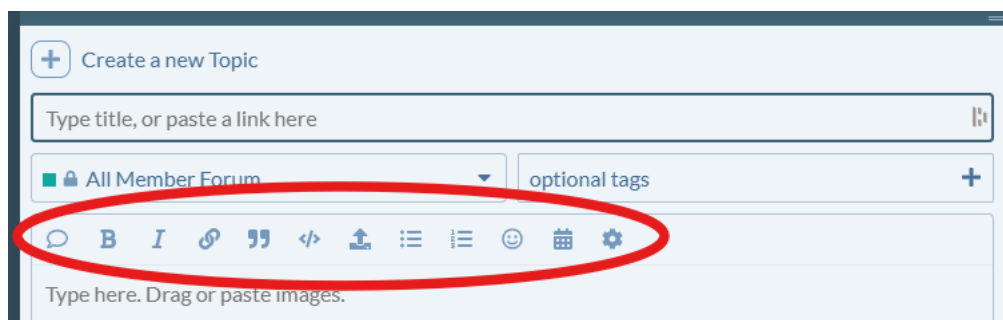 Create a new Topic
Type title, or paste a link here
All Member Forum
optional tags
B I
Type here. Drag or paste images.